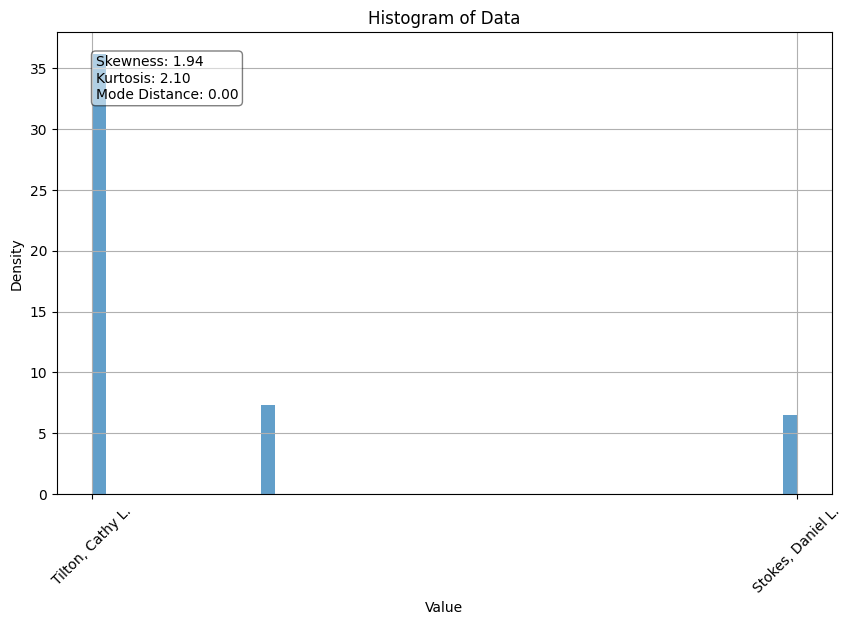 Histogram of Data
Skewness: 1.94
Kurtosis: 2.10
Mode Distance: 0.00
Density
35
30
25
20
15
10
5
0
Tilton, Cathy L.
Stokes, Daniel L.
Value